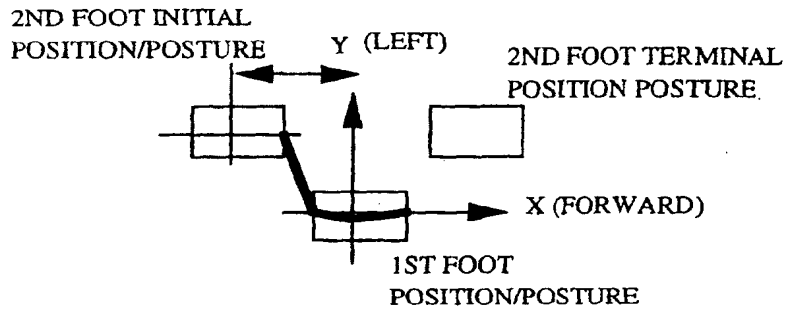 2ND FOOT INITIAL
POSITION/POSTURE
Y (LEFT)
2ND FOOT TERMINAL
POSITION POSTURE
X (FORWARD)
1ST FOOT
POSITION/POSTURE